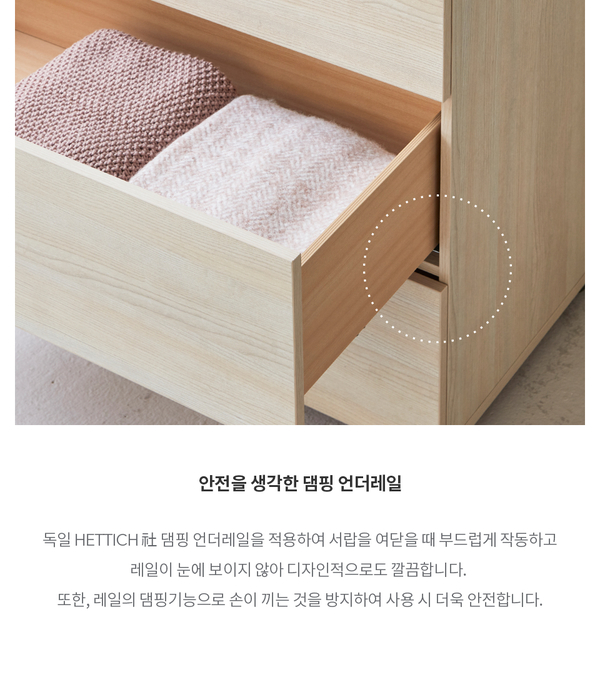 안전을 생각한 댐핑 언더레일
독일 HETTICH 社 댐핑 언더레일을 적용하여 서랍을 여닫을 때 부드럽게 작동하고
레일이 눈에 보이지 않아 디자인적으로도 깔끔합니다.
또한, 레일의 댐핑기능으로 손이 끼는 것을 방지하여 사용 시 더욱 안전합니다.